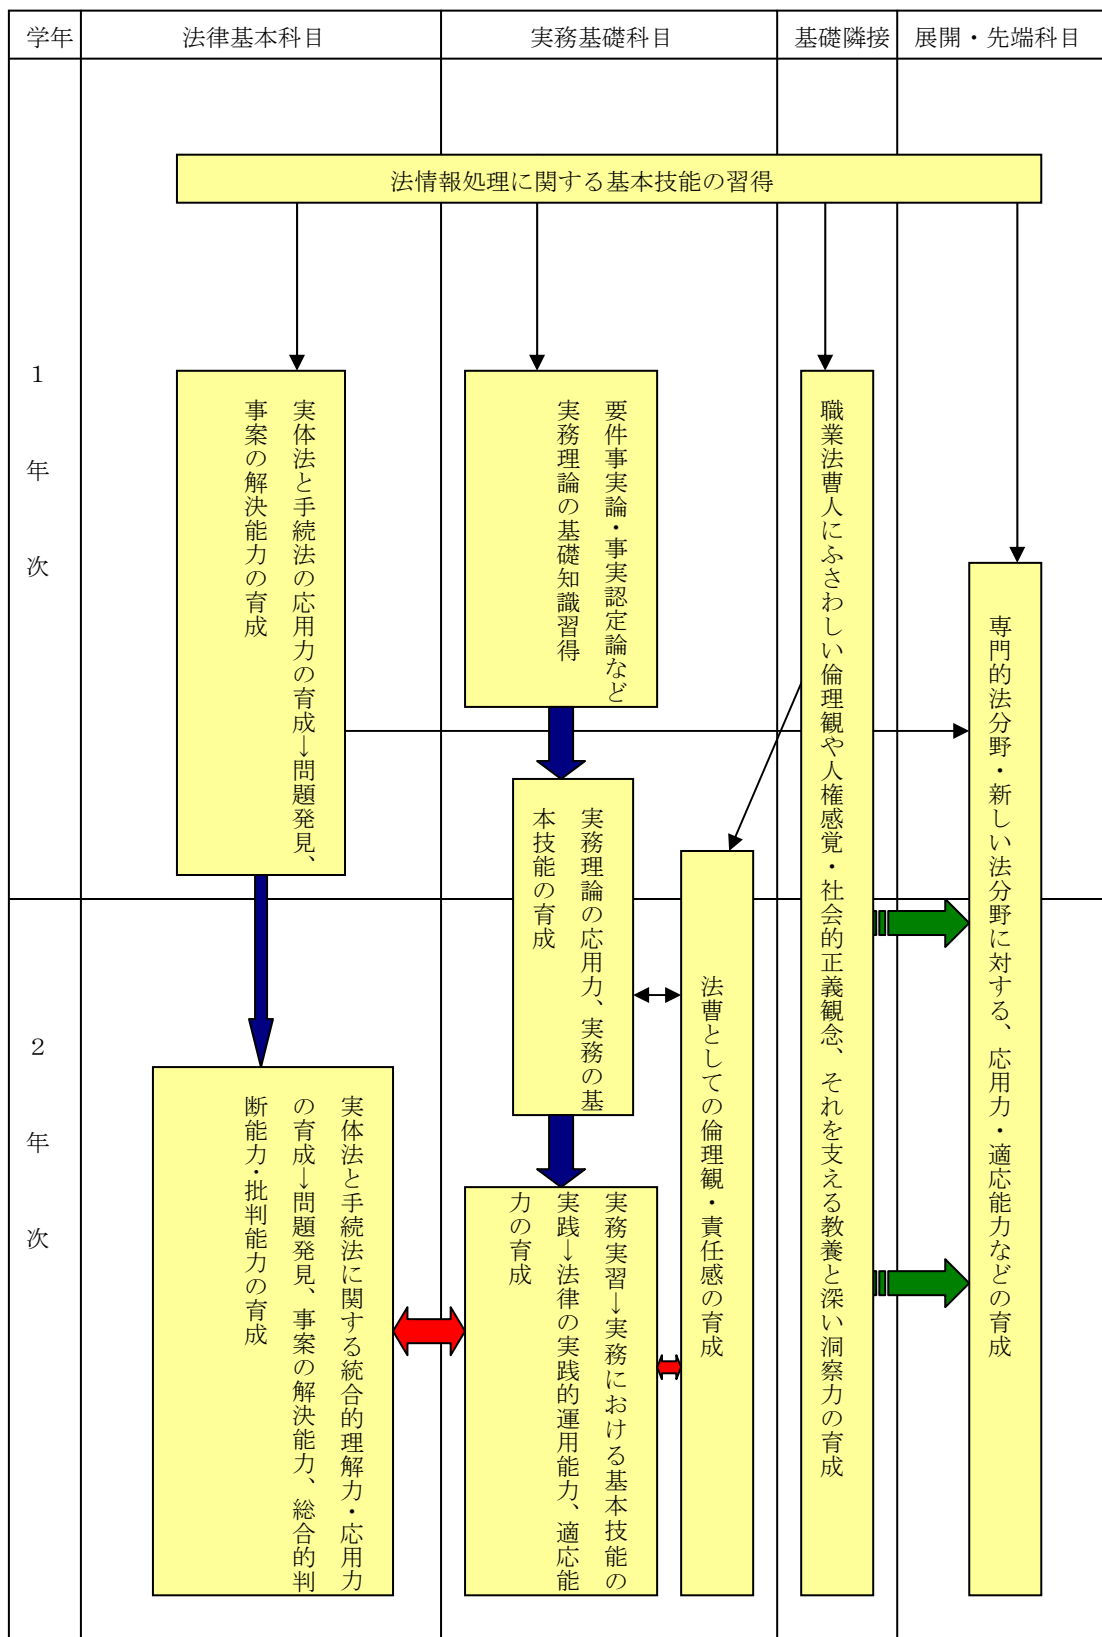 学年
法律基本科目
実務基礎科目
基礎隣接
展開・先端科目
法情報処理に関する基本技能の習得
1年次
実体法と手続法の応用力の育成→問題発見、
事案の解決能力の育成
要件事実論・事実認定論など
実務理論の基礎知識習得
実務理論の応用力、実務の基
本技能の育成
職業法曹人にふさわしい倫理観や人権感覚・社会的正義観念、それを支える教養と深い洞察力の育成
専門的法分野・新しい法分野に対する、応用力・適応能力などの育成
2年次
実体法と手続法に関する統合的理解力・応用力
の育成→問題発見、事案の解決能力、総合的判
断能力・批判能力の育成
実務実習→実務における基本技能の
実践→法律の実践的運用能力、適応能
力の育成
法曹としての倫理観・責任感の育成